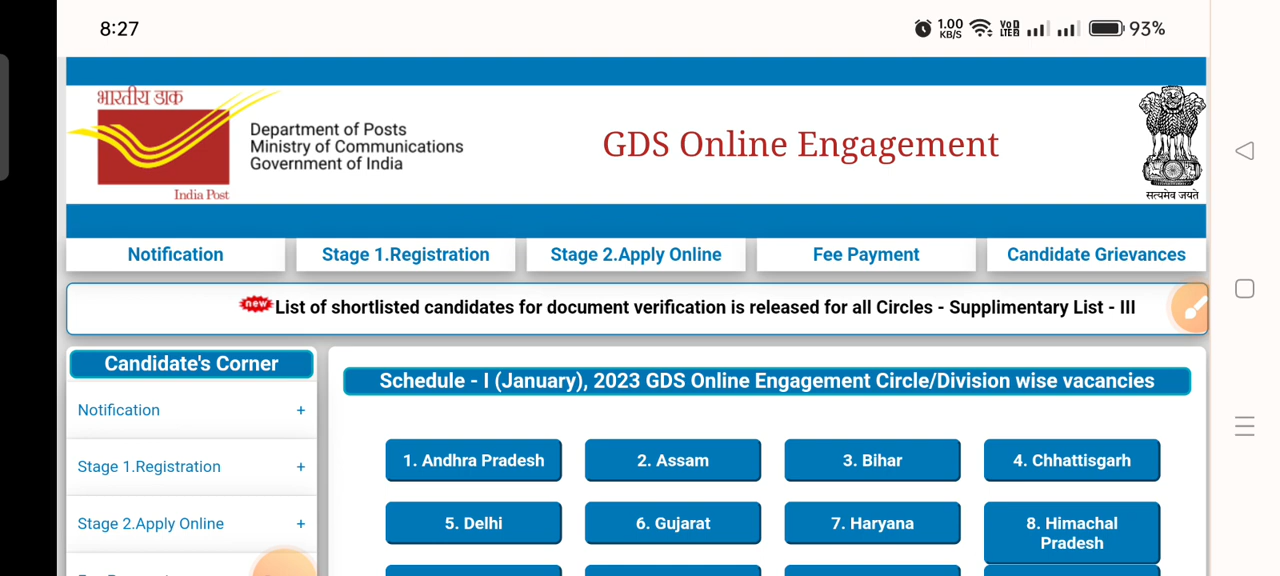 8:27
1.00
KB/S
VoD
LTE2
93%
भारतीय डाक
India Post
Department of Posts
Ministry of Communications
Government of India
GDS Online Engagement
सत्यमेव जयते
Notification
Stage 1.Registration
Stage 2.Apply Online
Fee Payment
Candidate Grievances
new List of shortlisted candidates for document verification is released for all Circles - Supplimentary List - III
Candidate's Corner
Notification +
Stage 1.Registration +
Stage 2.Apply Online +
Schedule - I (January), 2023 GDS Online Engagement Circle/Division wise vacancies
1. Andhra Pradesh
2. Assam
3. Bihar
4. Chhattisgarh
5. Delhi
6. Gujarat
7. Haryana
8. Himachal
Pradesh